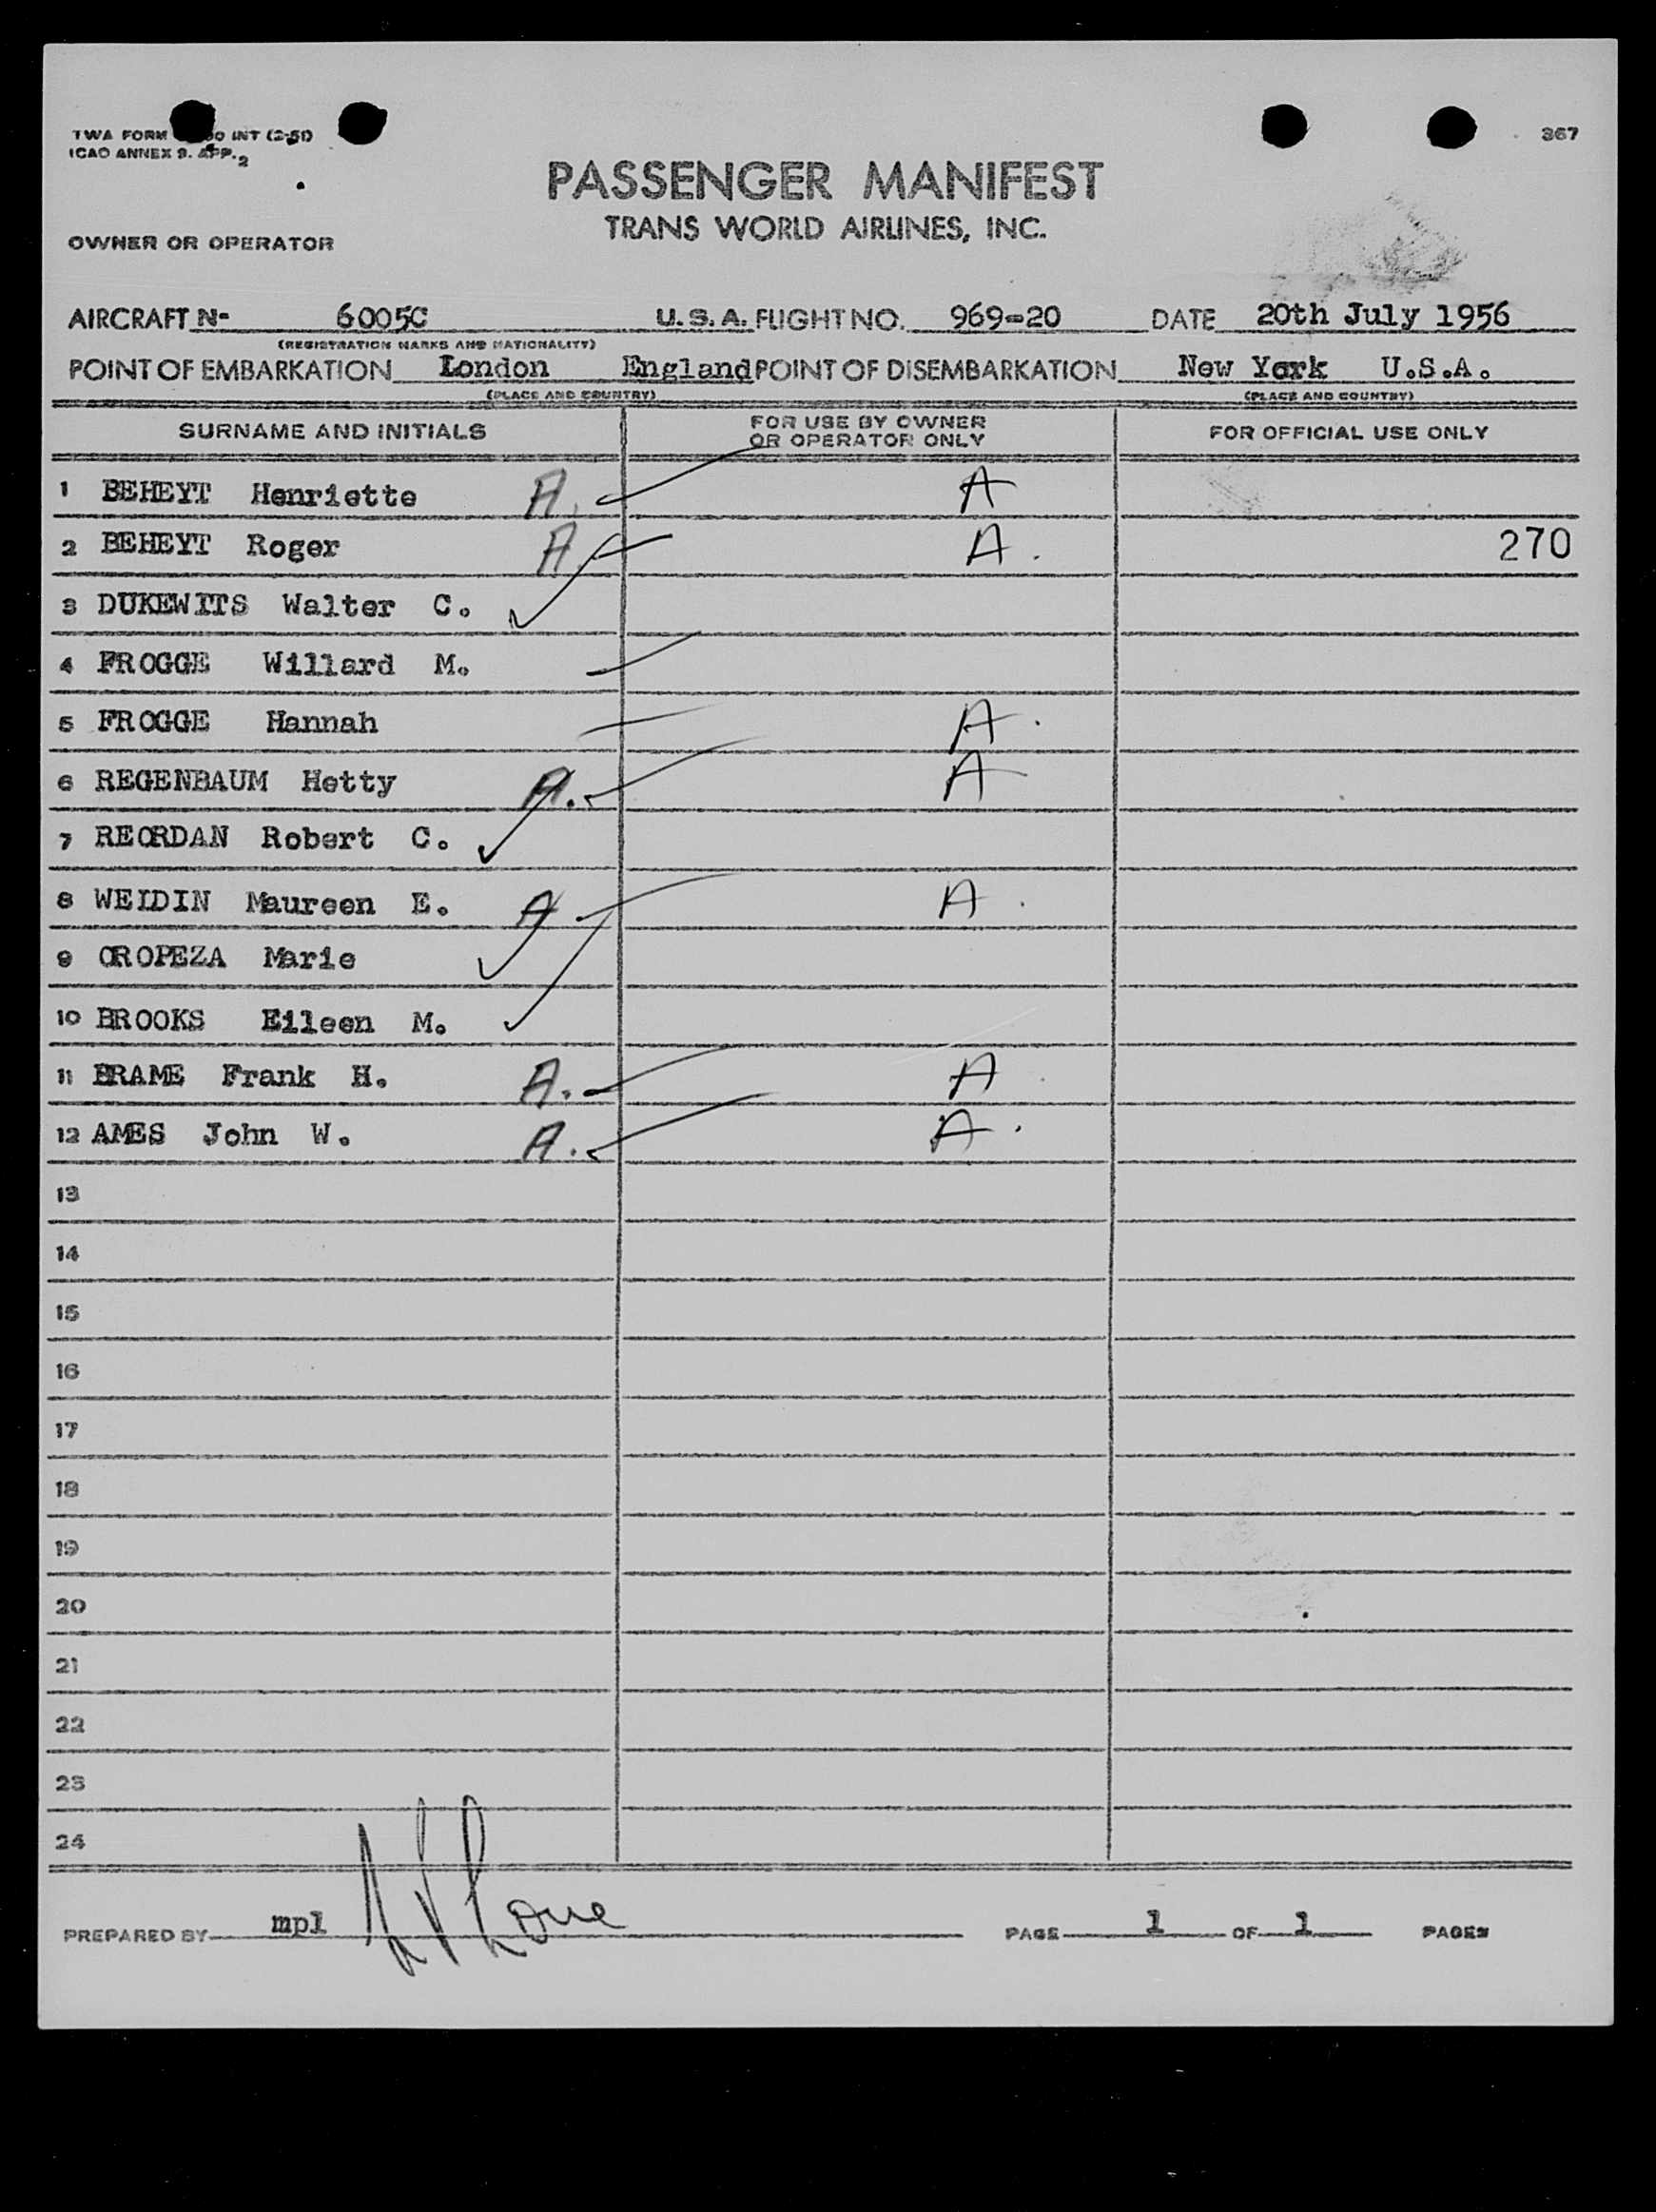 TWA FORM INT (2-51)
ICAO ANNEX 9. APP. 2
367
PASSENGER MANIFEST
TRANS WORLD AIRLINES, INC.
OWNER OR OPERATOR
AIRCRAFT N- 6005C U.S.A. FLIGHT NO. 969-20 DATE 20th July 1956
(REGISTRATION MARKS AND NATIONALITY)
POINT OF EMBARKATION London England POINT OF DISEMBARKATION New York U.S.A.
(PLACE AND COUNTRY) (PLACE AND COUNTRY)
SURNAME AND INITIALS FOR USE BY OWNER OR OPERATOR ONLY FOR OFFICIAL USE ONLY
1 BEHEYT Henriette A. A
2 BEHEYT Roger A A. 270
3 DUKEWITS Walter C.
4 FROGGE Willard M.
5 FROGGE Hannah A.
6 REGENBAUM Hetty A. A
7 REORDAN Robert C.
8 WELDIN Maureen E. A A.
9 OROPEZA Marie
10 BROOKS Eileen M.
11 BRAME Frank H. A. A
12 AMES John W. A. A.
13
14
15
16
17
18
19
20
21
22
23
24
PREPARED BY mpl PAGE 1 OF 1 PAGES